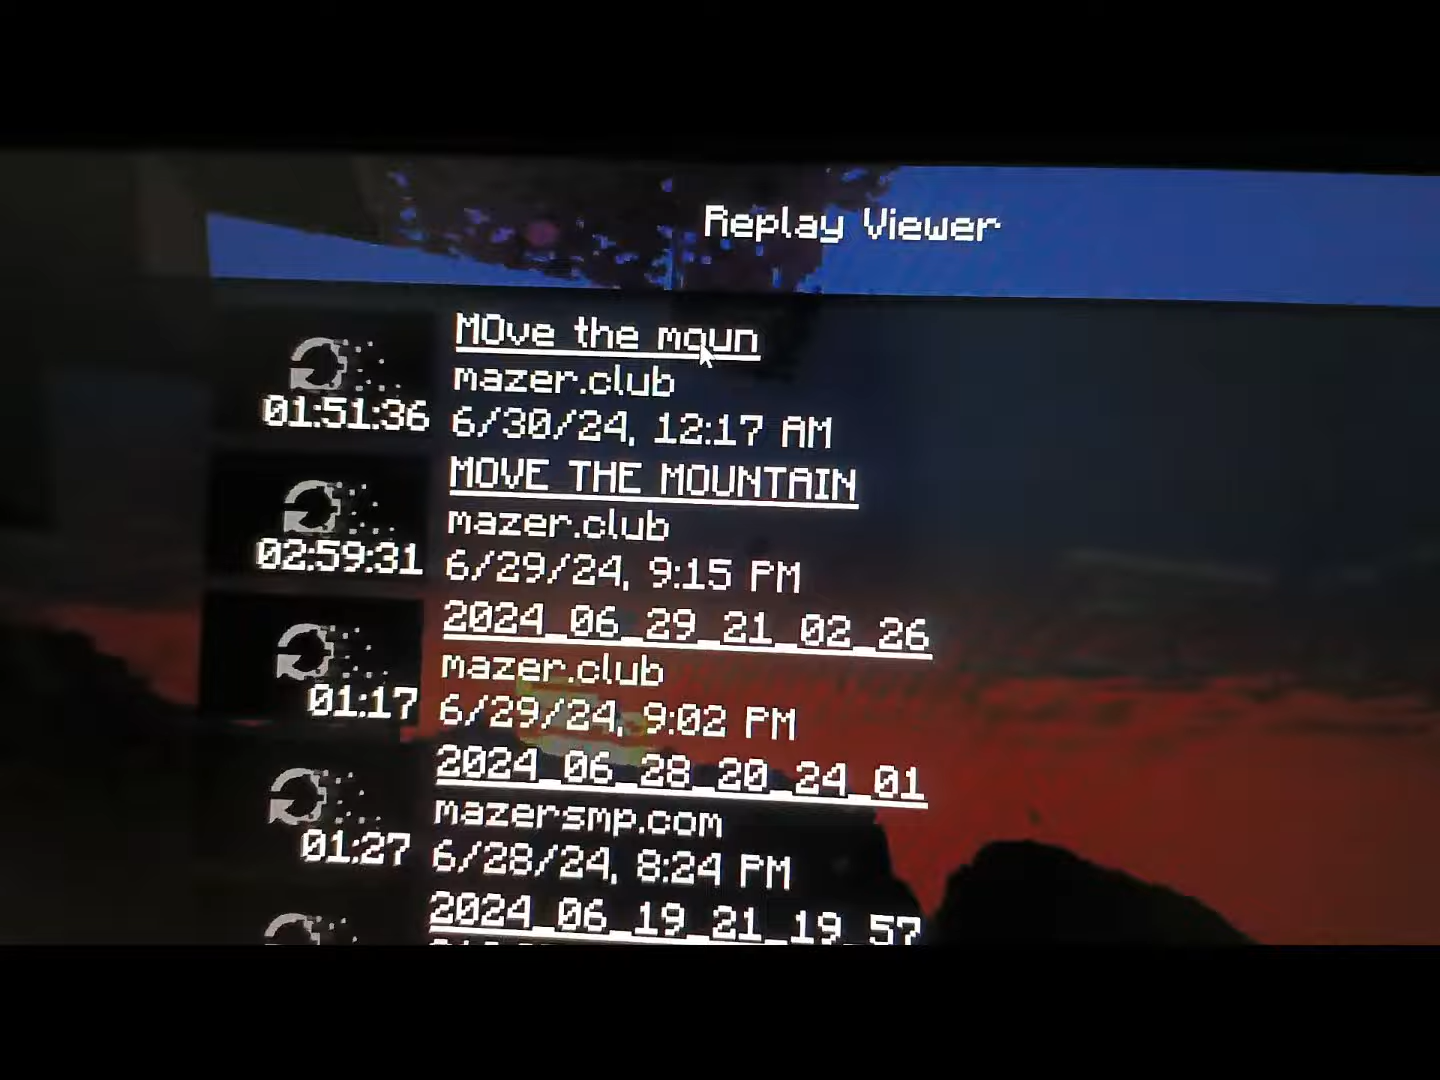 Replay Viewer
MOve the moun
mazer.club
01:51:36
6/30/24, 12:17 AM
MOVE THE MOUNTAIN
mazer.club
02:59:31
6/29/24, 9:15 PM
2024_06_29_21_02_26
mazer.club
01:17
6/29/24, 9:02 PM
2024_06_28_20_24_01
mazersmp.com
01:27
6/28/24, 8:24 PM
2024_06_19_21_19_57